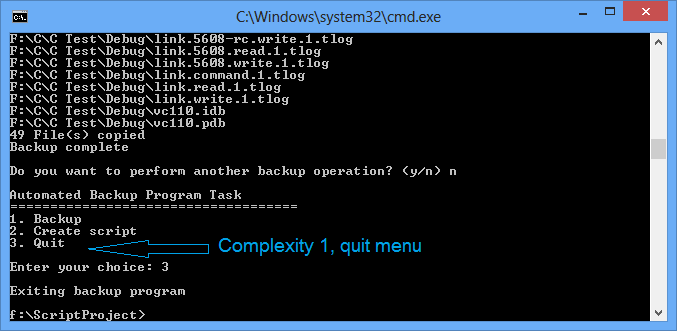 C:\Windows\system32\cmd.exe
F:\C\C Test\Debug\link.5608-rc.write.1.tlog
F:\C\C Test\Debug\link.5608.read.1.tlog
F:\C\C Test\Debug\link.5608.write.1.tlog
F:\C\C Test\Debug\link.command.1.tlog
F:\C\C Test\Debug\link.read.1.tlog
F:\C\C Test\Debug\link.write.1.tlog
F:\C\C Test\Debug\vc110.idb
F:\C\C Test\Debug\vc110.pdb
49 File(s) copied
Backup complete
Do you want to perform another backup operation? (y/n) n
Automated Backup Program Task
====================================
1. Backup
2. Create script
3. Quit
Complexity 1, quit menu
Enter your choice: 3
Exiting backup program
f:\ScriptProject>